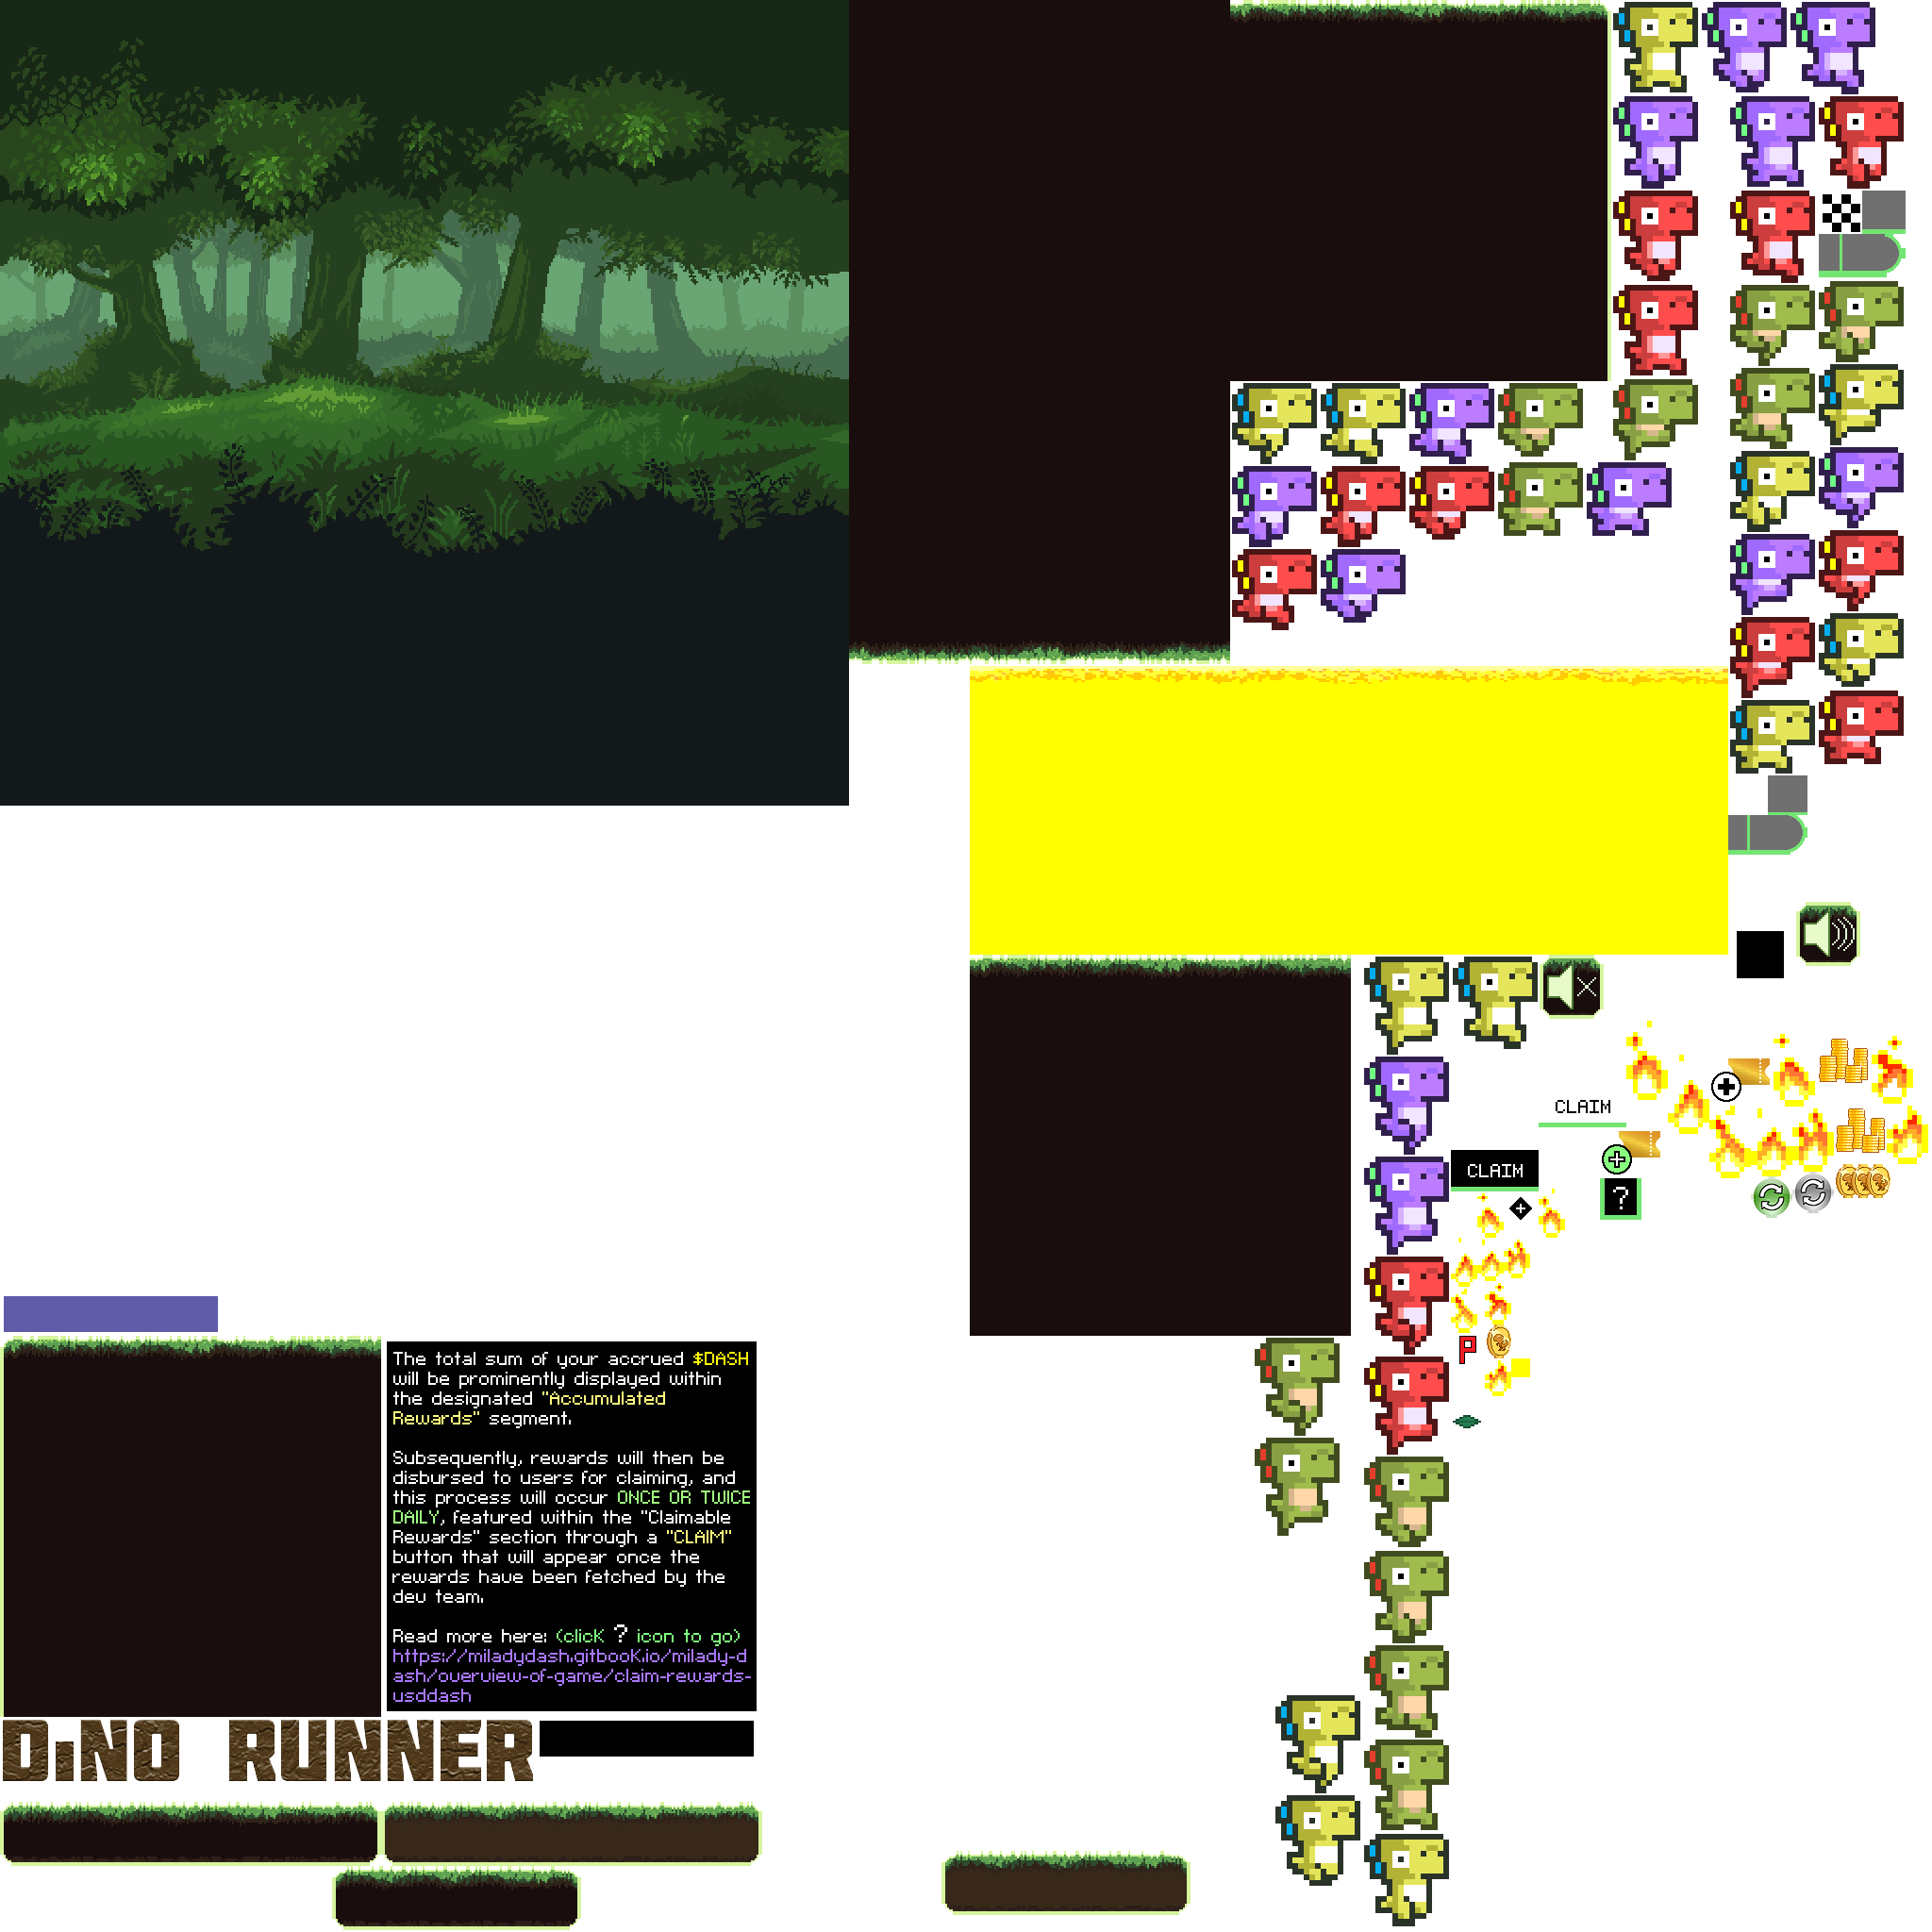 CLAIM
CLAIM
?
P
The total sum of your accrued $DASH
will be prominently displayed within
the designated "Accumulated
Rewards" segment.
Subsequently, rewards will then be
disbursed to users for claiming, and
this process will occur ONCE OR TWICE
DAILY, featured within the "Claimable
Rewards" section through a "CLAIM"
button that will appear once the
rewards have been fetched by the
dev team.
Read more here: (click ? icon to go)
https://miladydash.gitbook.io/milady-d
ash/overview-of-game/claim-rewards-
usddash
DiNO RUNNER